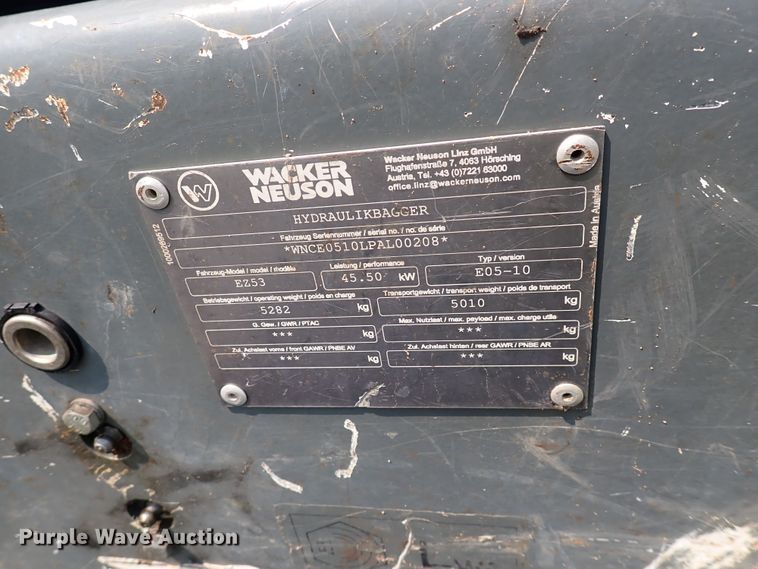 W
WACKER
NEUSON
Wacker Neuson Linz GmbH
Flughafenstraße 7, 4063 Hörsching
Austria, Tel. +43 (0)7221 63000
office.linz@wackerneuson.com
HYDRAULIKBAGGER
Fahrzeug Seriennummer / serial no. / no. de série
*WNCE0510LPAL00208*
Fahrzeug-Model / model / modèle
EZ53
Leistung / performance
45.50 kW
Typ / version
E05-10
Betriebsgewicht / operating weight / poids en charge
5282 kg
Transportgewicht / transport weight / poids de transport
5010 kg
G. Gew. / GWR / PTAC
*** kg
Max. Nutzlast / max. payload / max. charge utile
*** kg
Zul. Achslast vorne / front GAWR / PNBE AV
*** kg
Zul. Achslast hinten / rear GAWR / PNBE AR
*** kg
Made in Austria
Purple Wave Auction